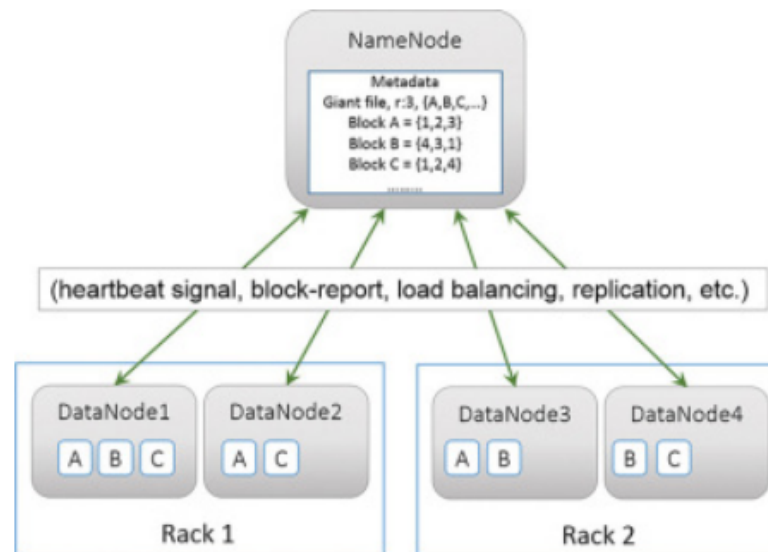 NameNode
Metadata
Giant file, r:3, {A,B,C,...}
Block A = {1,2,3}
Block B = {4,3,1}
Block C = {1,2,4}
........
(heartbeat signal, block-report, load balancing, replication, etc.)
DataNode1
A B C
DataNode2
A C
Rack 1
DataNode3
A B
DataNode4
B C
Rack 2